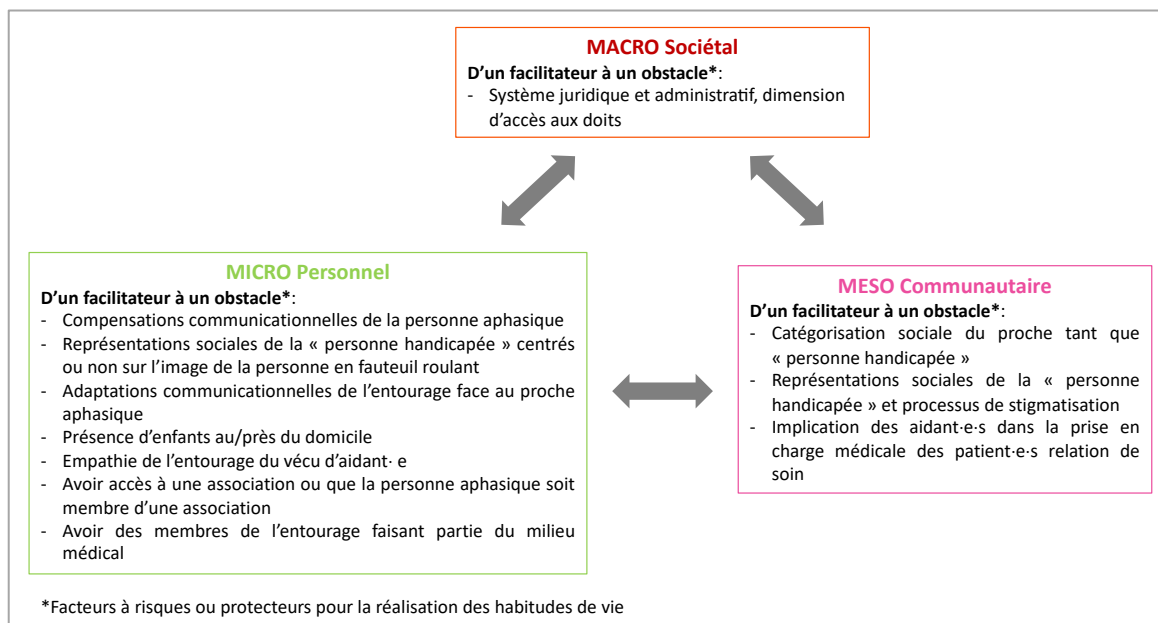 MACRO Sociétal
D'un facilitateur à un obstacle*:
- Système juridique et administratif, dimension
d'accès aux doits
MICRO Personnel
D'un facilitateur à un obstacle*:
- Compensations communicationnelles de la personne aphasique
- Représentations sociales de la « personne handicapée » centrés
ou non sur l'image de la personne en fauteuil roulant
- Adaptations communicationnelles de l'entourage face au proche
aphasique
- Présence d'enfants au/près du domicile
- Empathie de l'entourage du vécu d'aidant· e
- Avoir accès à une association ou que la personne aphasique soit
membre d'une association
- Avoir des membres de l'entourage faisant partie du milieu
médical
MESO Communautaire
D'un facilitateur à un obstacle*:
- Catégorisation sociale du proche tant que
« personne handicapée »
- Représentations sociales de la « personne
handicapée » et processus de stigmatisation
- Implication des aidant·e·s dans la prise en
charge médicale des patient·e·s relation de
soin
*Facteurs à risques ou protecteurs pour la réalisation des habitudes de vie